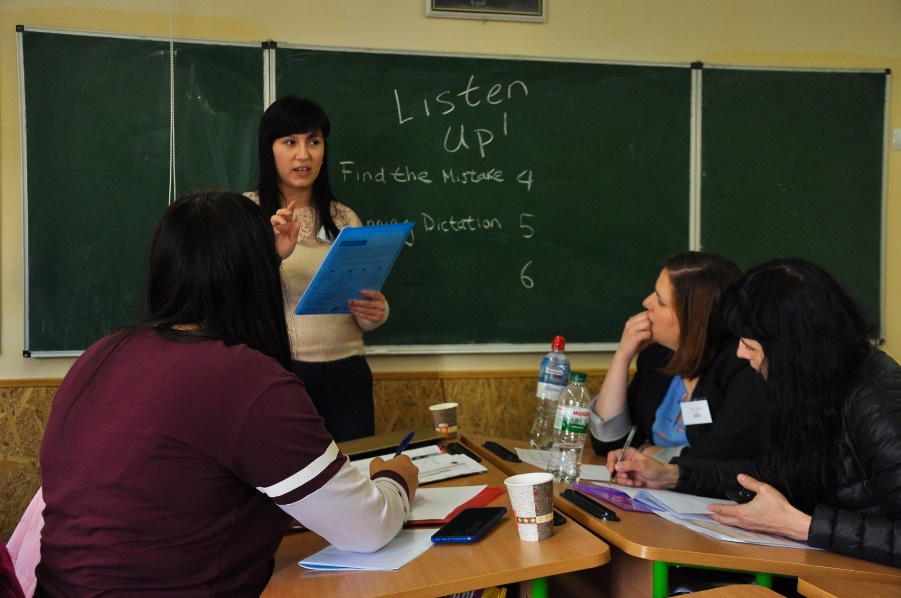 Listen
Up!
Find the Mistake 4
Dictation 5
6